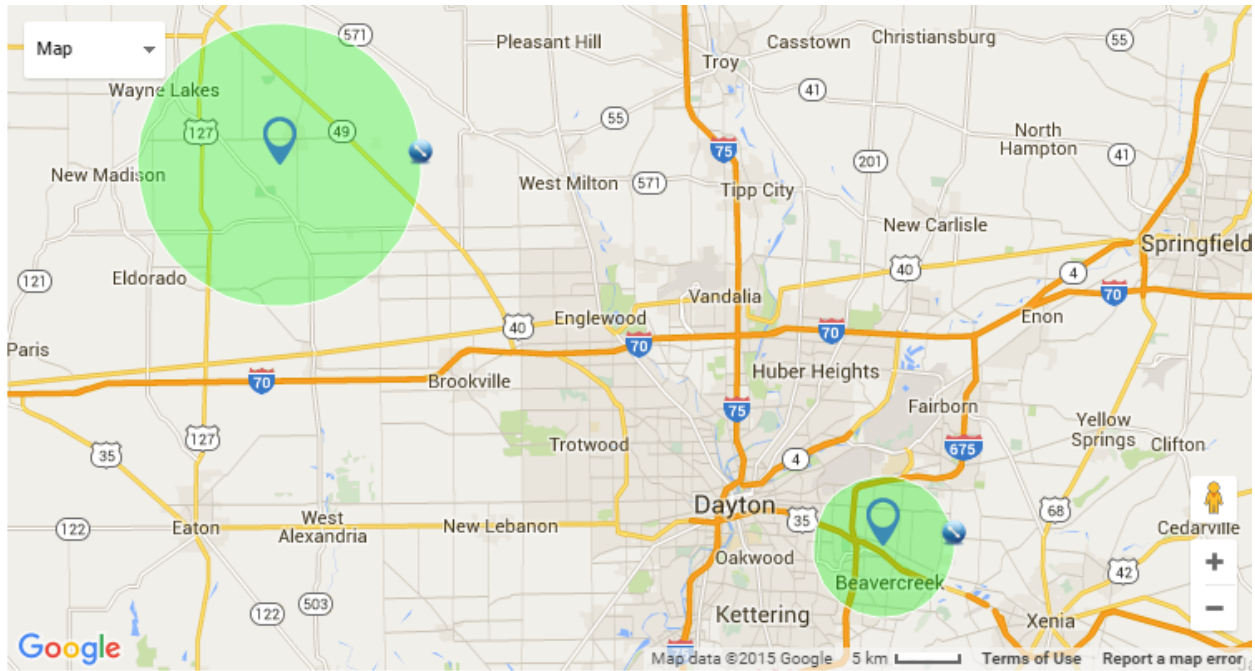 Map
571
Pleasant Hill
Casstown
Christiansburg
55
Troy
Wayne Lakes
41
55
127
49
North
Hampton
75
41
201
New Madison
West Milton
571
Tipp City
New Carlisle
Springfield
121
Eldorado
40
4
70
Vandalia
Englewood
Enon
40
70
70
Paris
70
Brookville
Huber Heights
75
Fairborn
Yellow
Springs
Clifton
127
35
Trotwood
675
4
Dayton
68
122
Eaton
West
Alexandria
New Lebanon
35
Cedarville
Oakwood
42
Beavercreek
122
503
Kettering
Xenia
Google
Map data ©2015 Google
5 km
Terms of Use
Report a map error